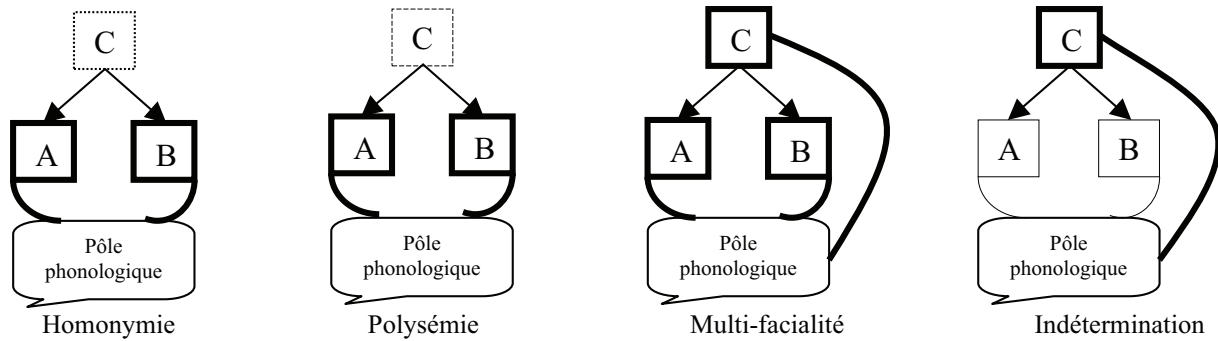 C
A
B
Pôle
phonologique
Homonymie
C
A
B
Pôle
phonologique
Polysémie
C
A
B
Pôle
phonologique
Multi-facialité
C
A
B
Pôle
phonologique
Indétermination